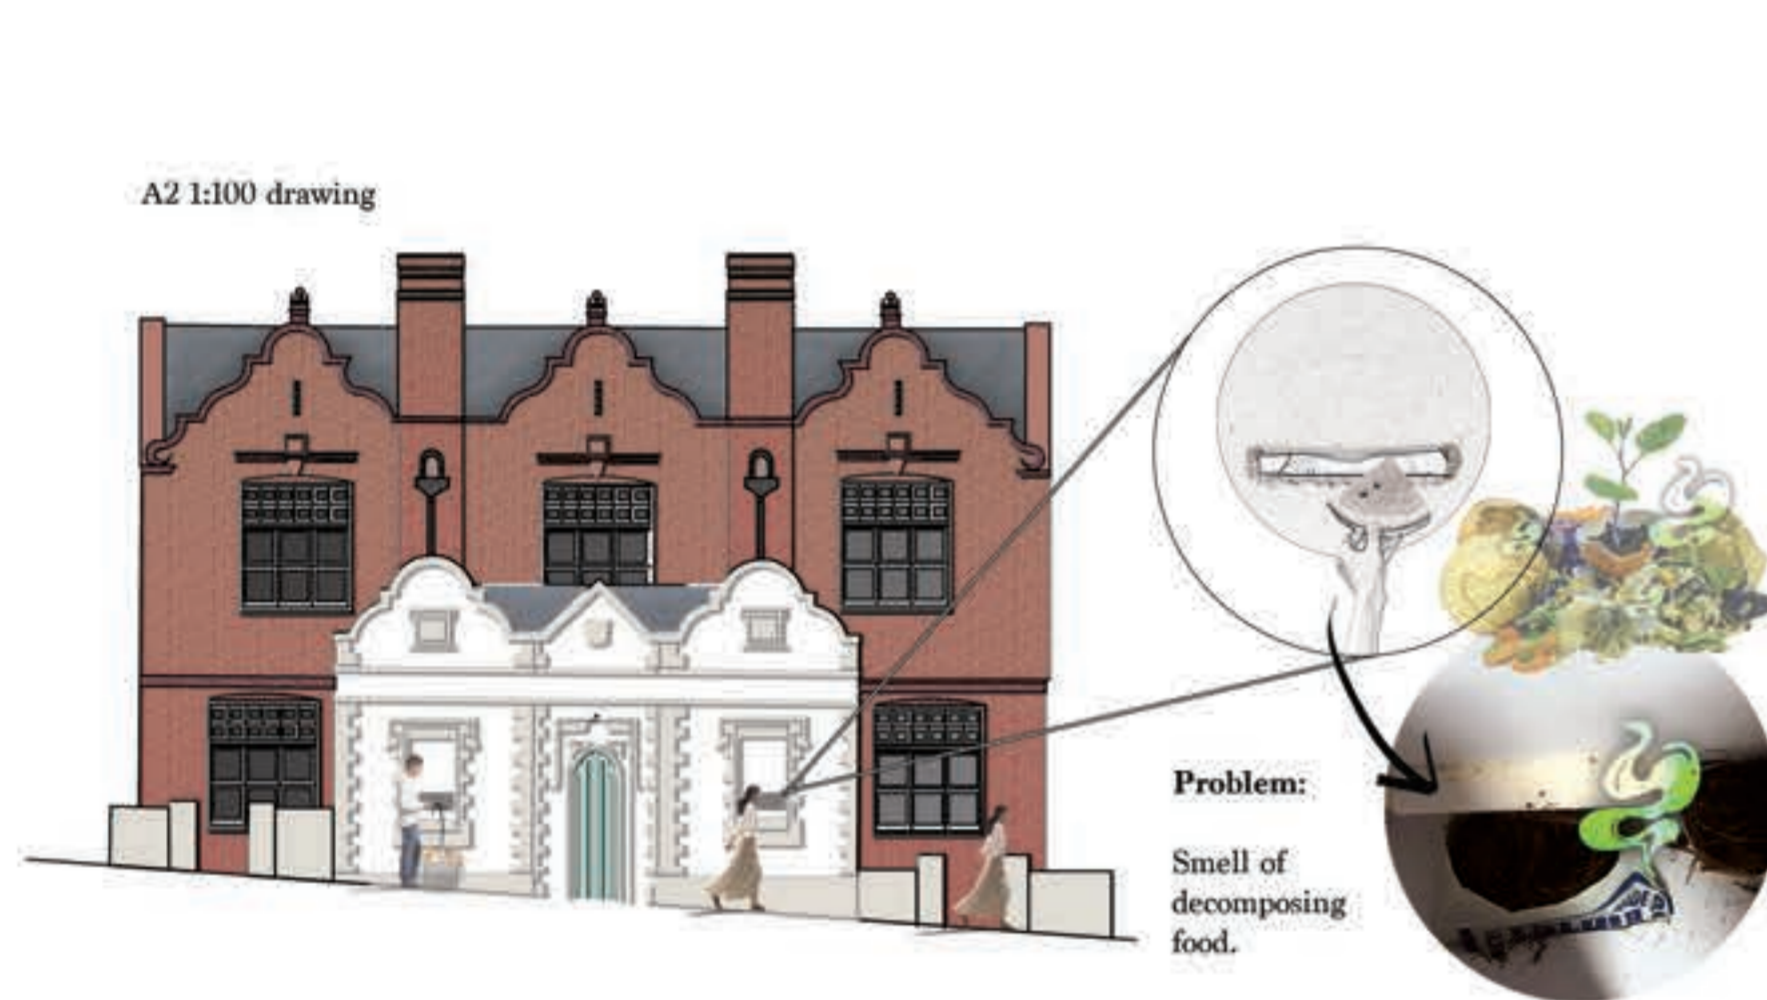 A2 1:100 drawing
Problem:
Smell of
decomposing
food.